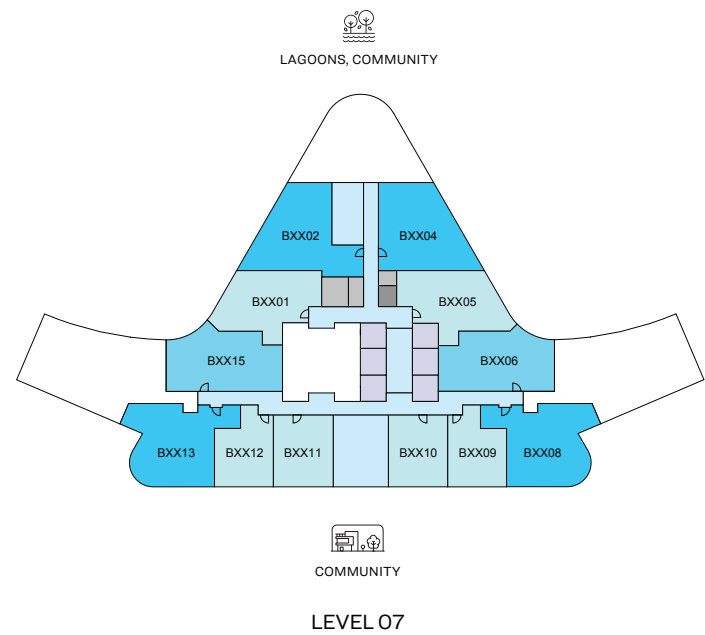 LAGOONS, COMMUNITY
BXX02
BXX04
BXX01
BXX05
BXX15
BXX06
BXX13
BXX12
BXX11
BXX10
BXX09
BXX08
COMMUNITY
LEVEL 07